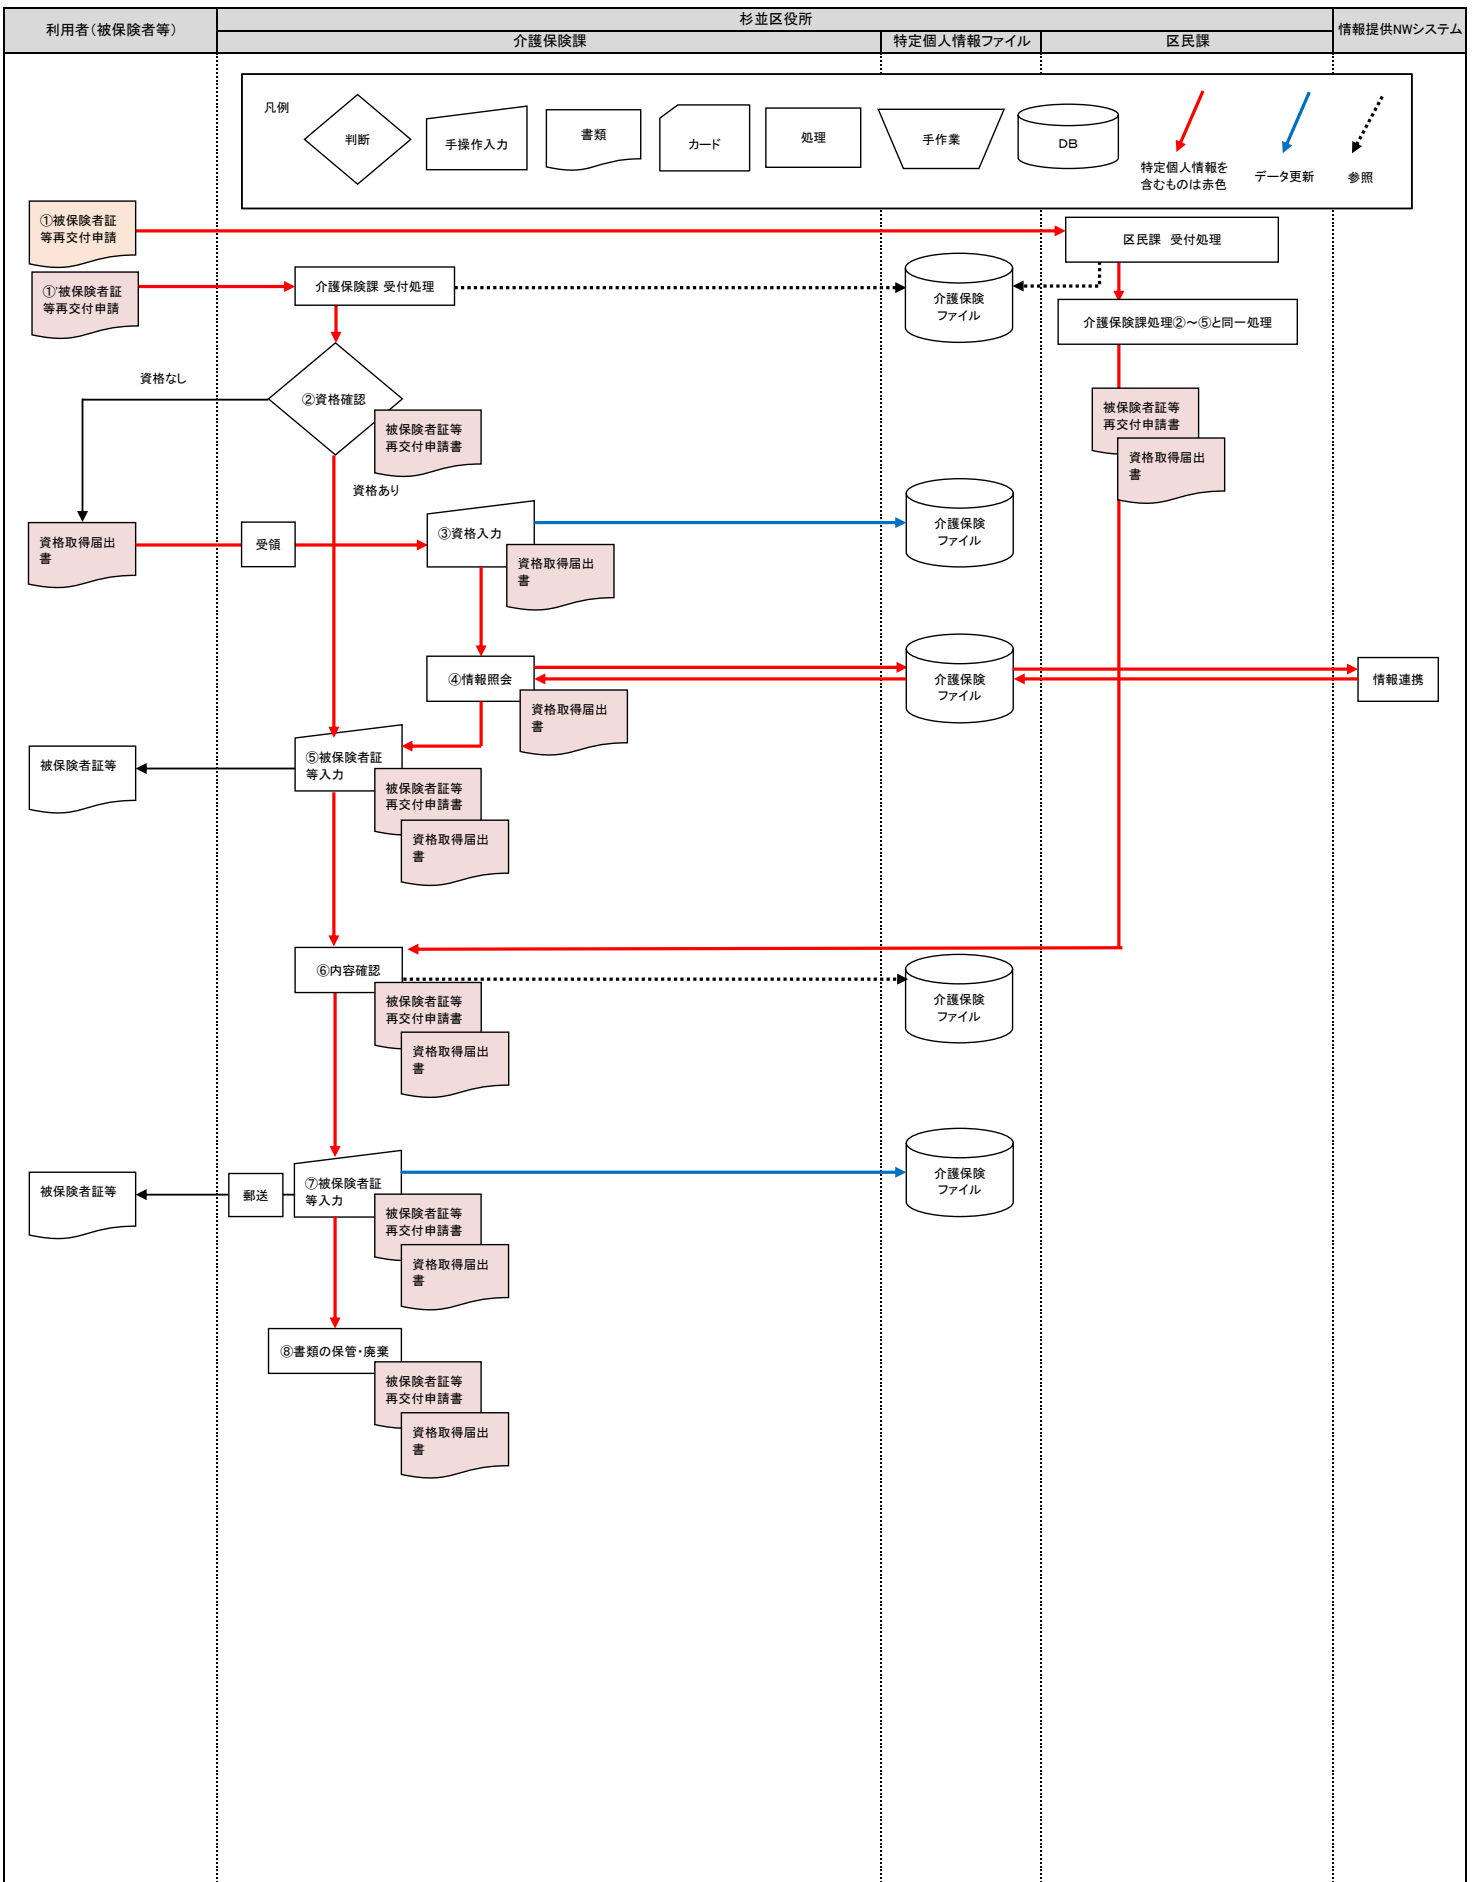 利用者（被保険者等）
杉並区役所
介護保険課
特定個人情報ファイル
区民課
情報提供NWシステム
凡例
判断
手操作入力
書類
カード
処理
手作業
DB
特定個人情報を
含むものは赤色
データ更新
参照
①被保険者証
等再交付申請
区民課　受付処理
①'被保険者証
等再交付申請
介護保険課 受付処理
介護保険
ファイル
介護保険課処理②～⑤と同一処理
資格なし
②資格確認
被保険者証等
再交付申請書
被保険者証等
再交付申請書
資格取得届出
書
資格あり
資格取得届出
書
受領
③資格入力
資格取得届出
書
介護保険
ファイル
④情報照会
資格取得届出
書
介護保険
ファイル
情報連携
被保険者証等
⑤被保険者証
等入力
被保険者証等
再交付申請書
資格取得届出
書
⑥内容確認
被保険者証等
再交付申請書
資格取得届出
書
介護保険
ファイル
被保険者証等
郵送
⑦被保険者証
等入力
被保険者証等
再交付申請書
資格取得届出
書
介護保険
ファイル
⑧書類の保管・廃棄
被保険者証等
再交付申請書
資格取得届出
書